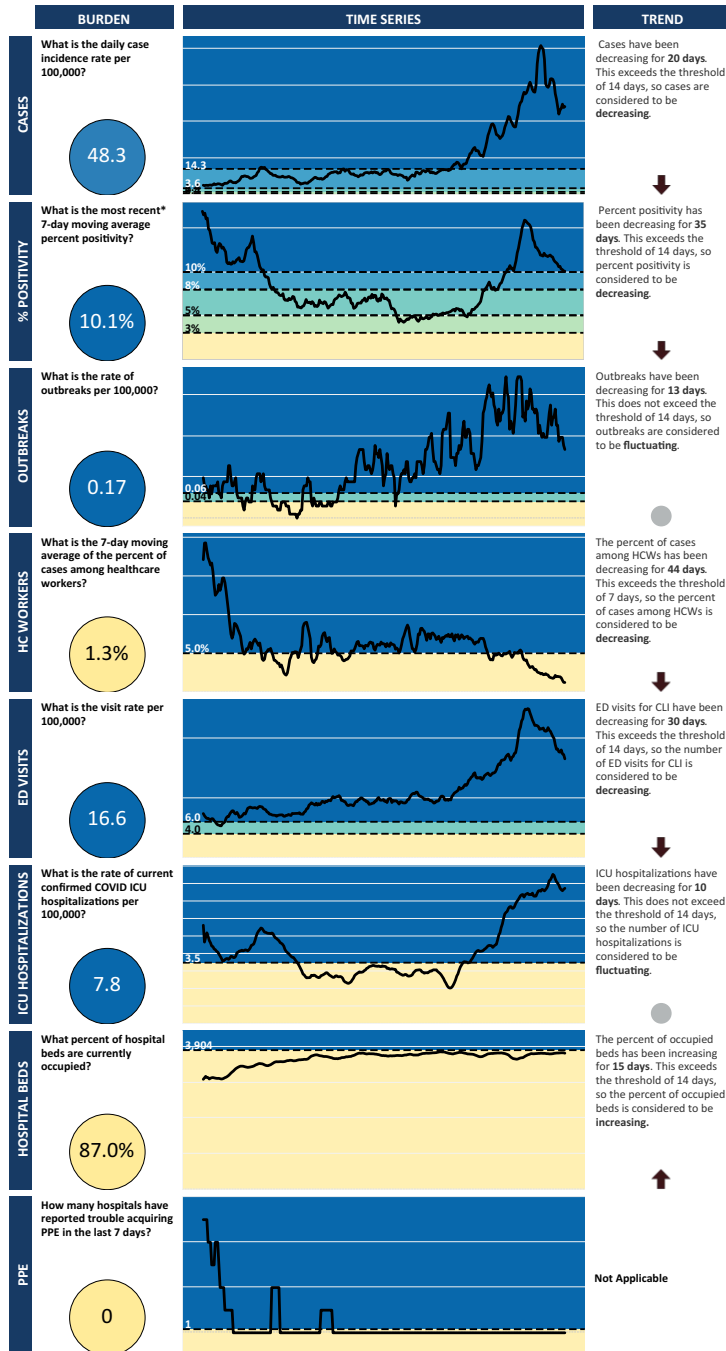 BURDEN
TIME SERIES
TREND
CASES
What is the daily case
incidence rate per
100,000?
48.3
14.3
3.6
Cases have been
decreasing for 20 days.
This exceeds the threshold
of 14 days, so cases are
considered to be
decreasing.
% POSITIVITY
What is the most recent*
7-day moving average
percent positivity?
10.1%
10%
8%
5%
3%
Percent positivity has
been decreasing for 35
days. This exceeds the
threshold of 14 days, so
percent positivity is
considered to be
decreasing.
OUTBREAKS
What is the rate of
outbreaks per 100,000?
0.17
0.06
0.04
Outbreaks have been
decreasing for 13 days.
This does not exceed the
threshold of 14 days, so
outbreaks are considered
to be fluctuating.
HC WORKERS
What is the 7-day moving
average of the percent of
cases among healthcare
workers?
1.3%
5.0%
The percent of cases
among HCWs has been
decreasing for 44 days.
This exceeds the threshold
of 7 days, so the percent
of cases among HCWs is
considered to be
decreasing.
ED VISITS
What is the visit rate per
100,000?
16.6
6.0
4.0
ED visits for CLI have been
decreasing for 30 days.
This exceeds the threshold
of 14 days, so the number
of ED visits for CLI is
considered to be
decreasing.
ICU HOSPITALIZATIONS
What is the rate of current
confirmed COVID ICU
hospitalizations per
100,000?
7.8
3.5
ICU hospitalizations have
been decreasing for 10
days. This does not exceed
the threshold of 14 days,
so the number of ICU
hospitalizations is
considered to be
fluctuating.
HOSPITAL BEDS
What percent of hospital
beds are currently
occupied?
87.0%
3,904
The percent of occupied
beds has been increasing
for 15 days. This exceeds
the threshold of 14 days,
so the percent of occupied
beds is considered to be
increasing.
PPE
How many hospitals have
reported trouble acquiring
PPE in the last 7 days?
0
1
Not Applicable